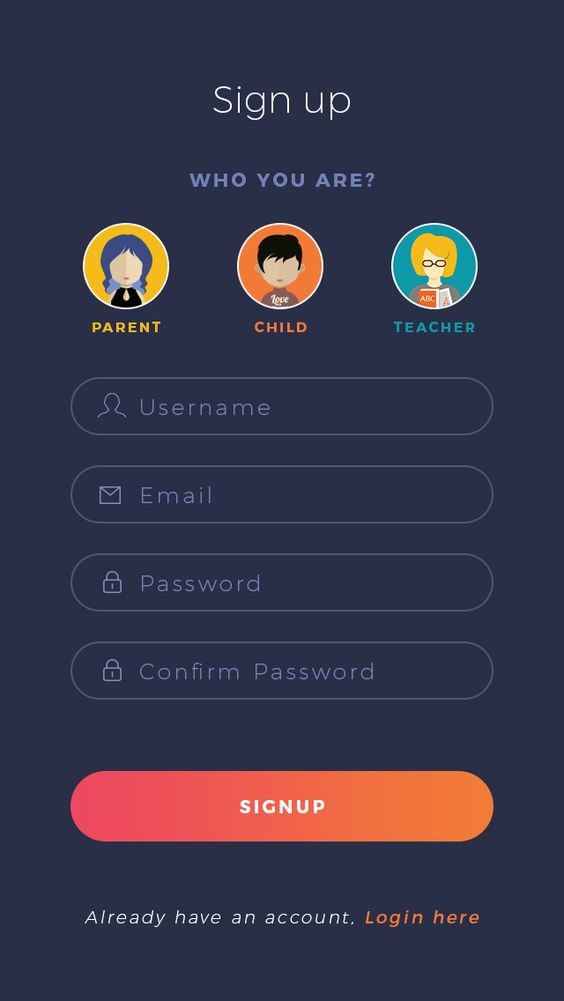 Sign up
WHO YOU ARE?
Love
ABC
A
PARENT
CHILD
TEACHER
Username
Email
Password
Confirm Password
SIGNUP
Already have an account, Login here